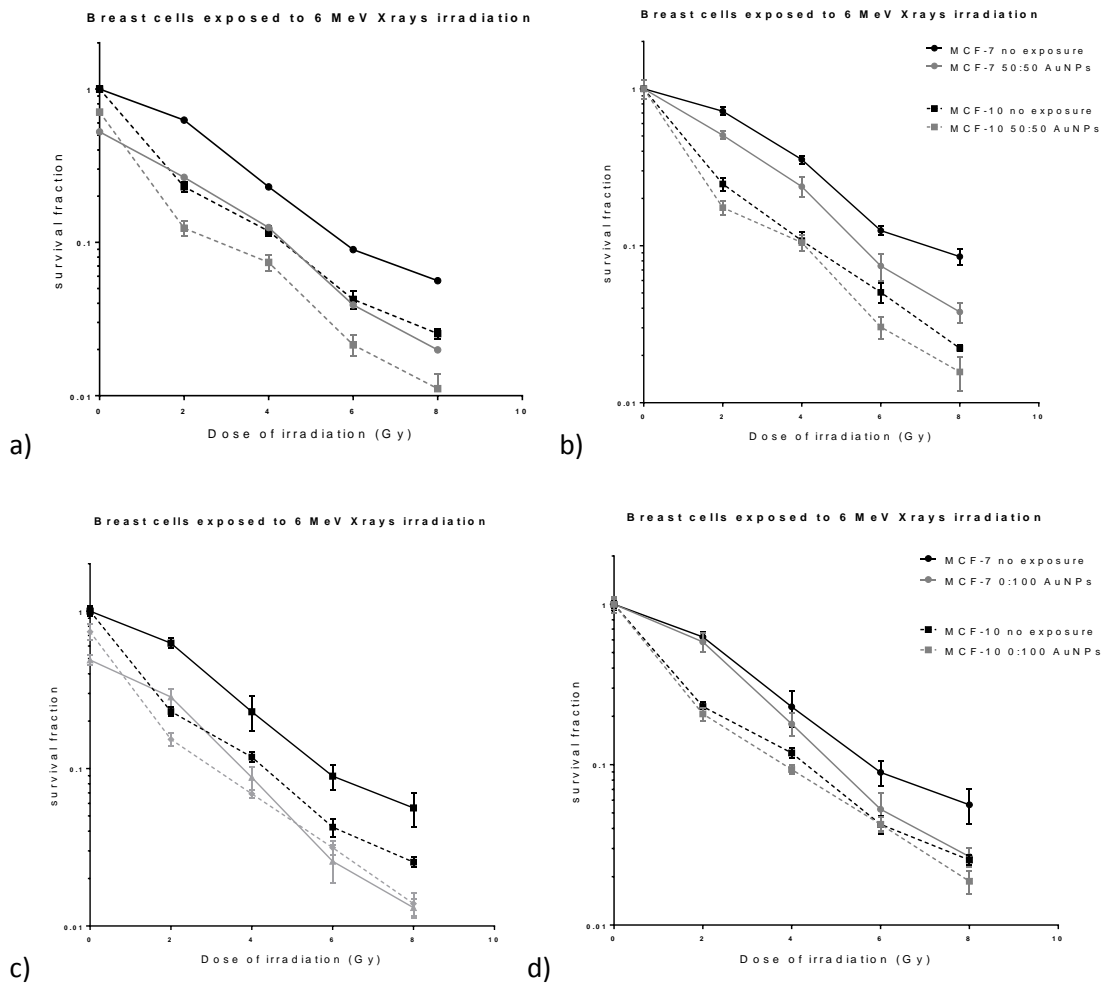 Breast cells exposed to 6 MeV Xrays irradiation
1
0.1
0.01
survival fraction
0 2 4 6 8 10
Dose of irradiation (Gy)
a)
Breast cells exposed to 6 MeV Xrays irradiation
MCF-7 no exposure
MCF-7 50:50 AuNPs
MCF-10 no exposure
MCF-10 50:50 AuNPs
1
0.1
0.01
survival fraction
0 2 4 6 8 10
Dose of irradiation (Gy)
b)
Breast cells exposed to 6 MeV Xrays irradiation
1
0.1
0.01
survival fraction
0 2 4 6 8 10
Dose of irradiation (Gy)
c)
Breast cells exposed to 6 MeV Xrays irradiation
MCF-7 no exposure
MCF-7 0:100 AuNPs
MCF-10 no exposure
MCF-10 0:100 AuNPs
1
0.1
0.01
survival fraction
0 2 4 6 8 10
Dose of irradiation (Gy)
d)